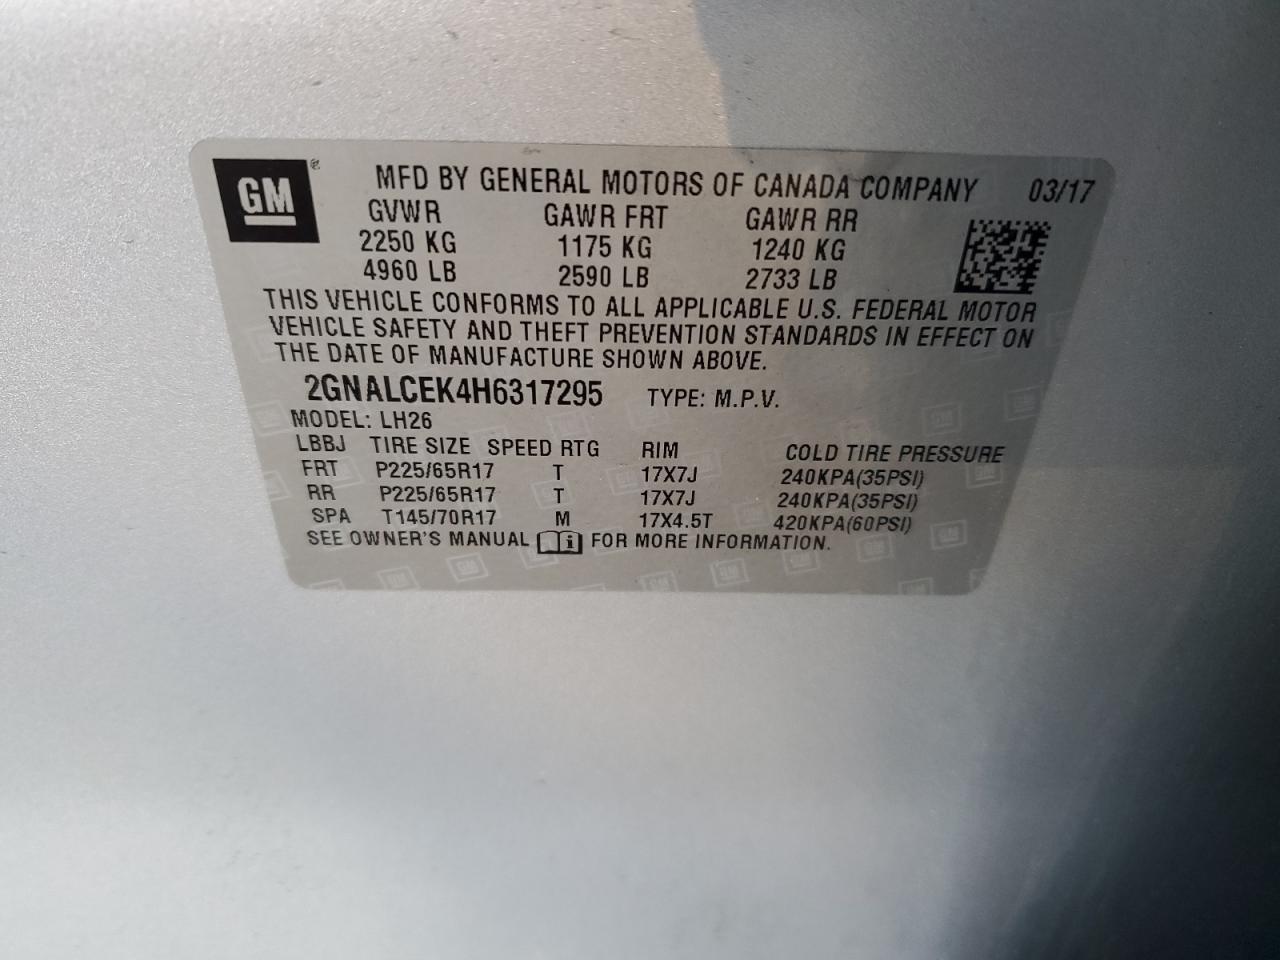 GM ® MFD BY GENERAL MOTORS OF CANADA COMPANY 03/17
GVWR GAWR FRT GAWR RR
2250 KG 1175 KG 1240 KG
4960 LB 2590 LB 2733 LB
THIS VEHICLE CONFORMS TO ALL APPLICABLE U.S. FEDERAL MOTOR
VEHICLE SAFETY AND THEFT PREVENTION STANDARDS IN EFFECT ON
THE DATE OF MANUFACTURE SHOWN ABOVE.
2GNALCEK4H6317295 TYPE: M.P.V.
MODEL: LH26
LBBJ TIRE SIZE SPEED RTG RIM COLD TIRE PRESSURE
FRT P225/65R17 T 17X7J 240KPA(35PSI)
RR P225/65R17 T 17X7J 240KPA(35PSI)
SPA T145/70R17 M 17X4.5T 420KPA(60PSI)
SEE OWNER'S MANUAL i FOR MORE INFORMATION.